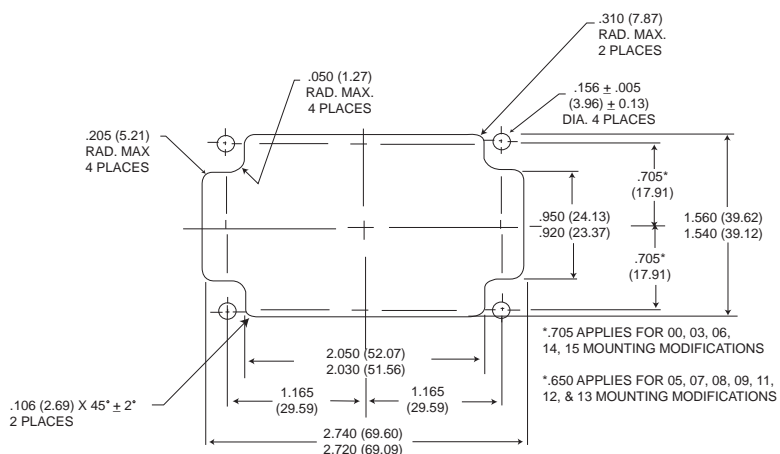 .310 (7.87)
RAD. MAX.
2 PLACES
.050 (1.27)
RAD. MAX.
4 PLACES
.156 ± .005
(3.96) ± 0.13)
DIA. 4 PLACES
.205 (5.21)
RAD. MAX
4 PLACES
.705*
(17.91)
.950 (24.13)
.920 (23.37)
1.560 (39.62)
1.540 (39.12)
.705*
(17.91)
*.705 APPLIES FOR 00, 03, 06,
14, 15 MOUNTING MODIFICATIONS
2.050 (52.07)
2.030 (51.56)
*.650 APPLIES FOR 05, 07, 08, 09, 11,
12, & 13 MOUNTING MODIFICATIONS
.106 (2.69) X 45° ± 2°
2 PLACES
1.165
(29.59)
1.165
(29.59)
2.740 (69.60)
2.720 (69.09)